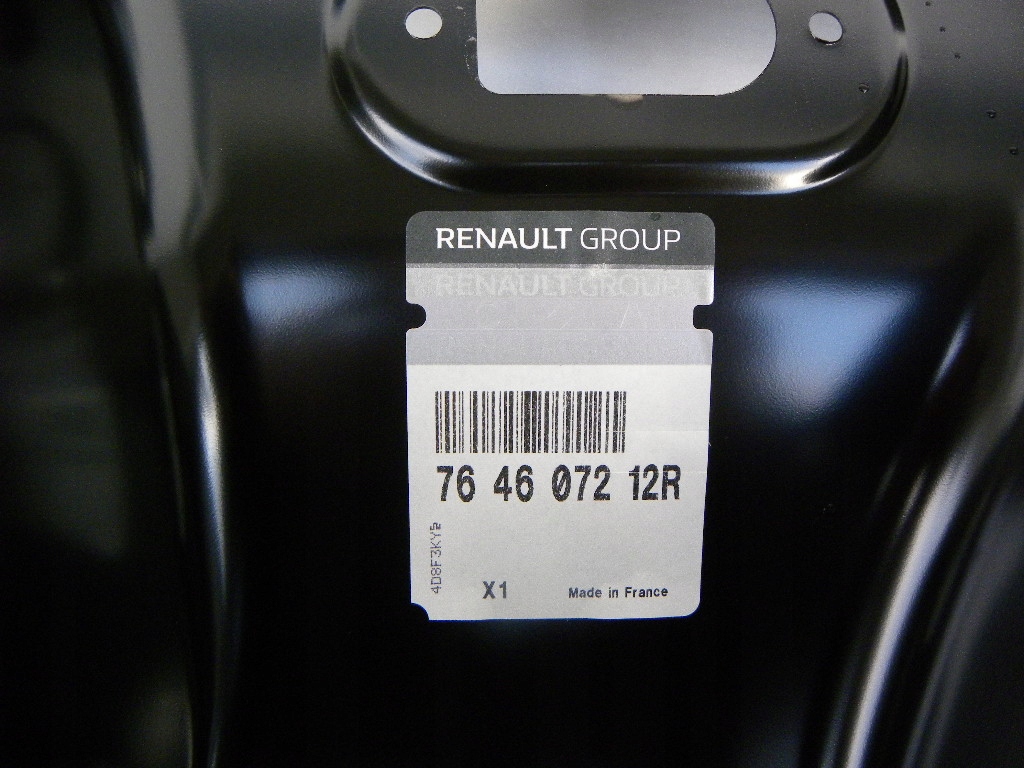 RENAULT GROUP
RENAULT GROUP
76 46 072 12R
4D8F3KY5
X1
Made in France